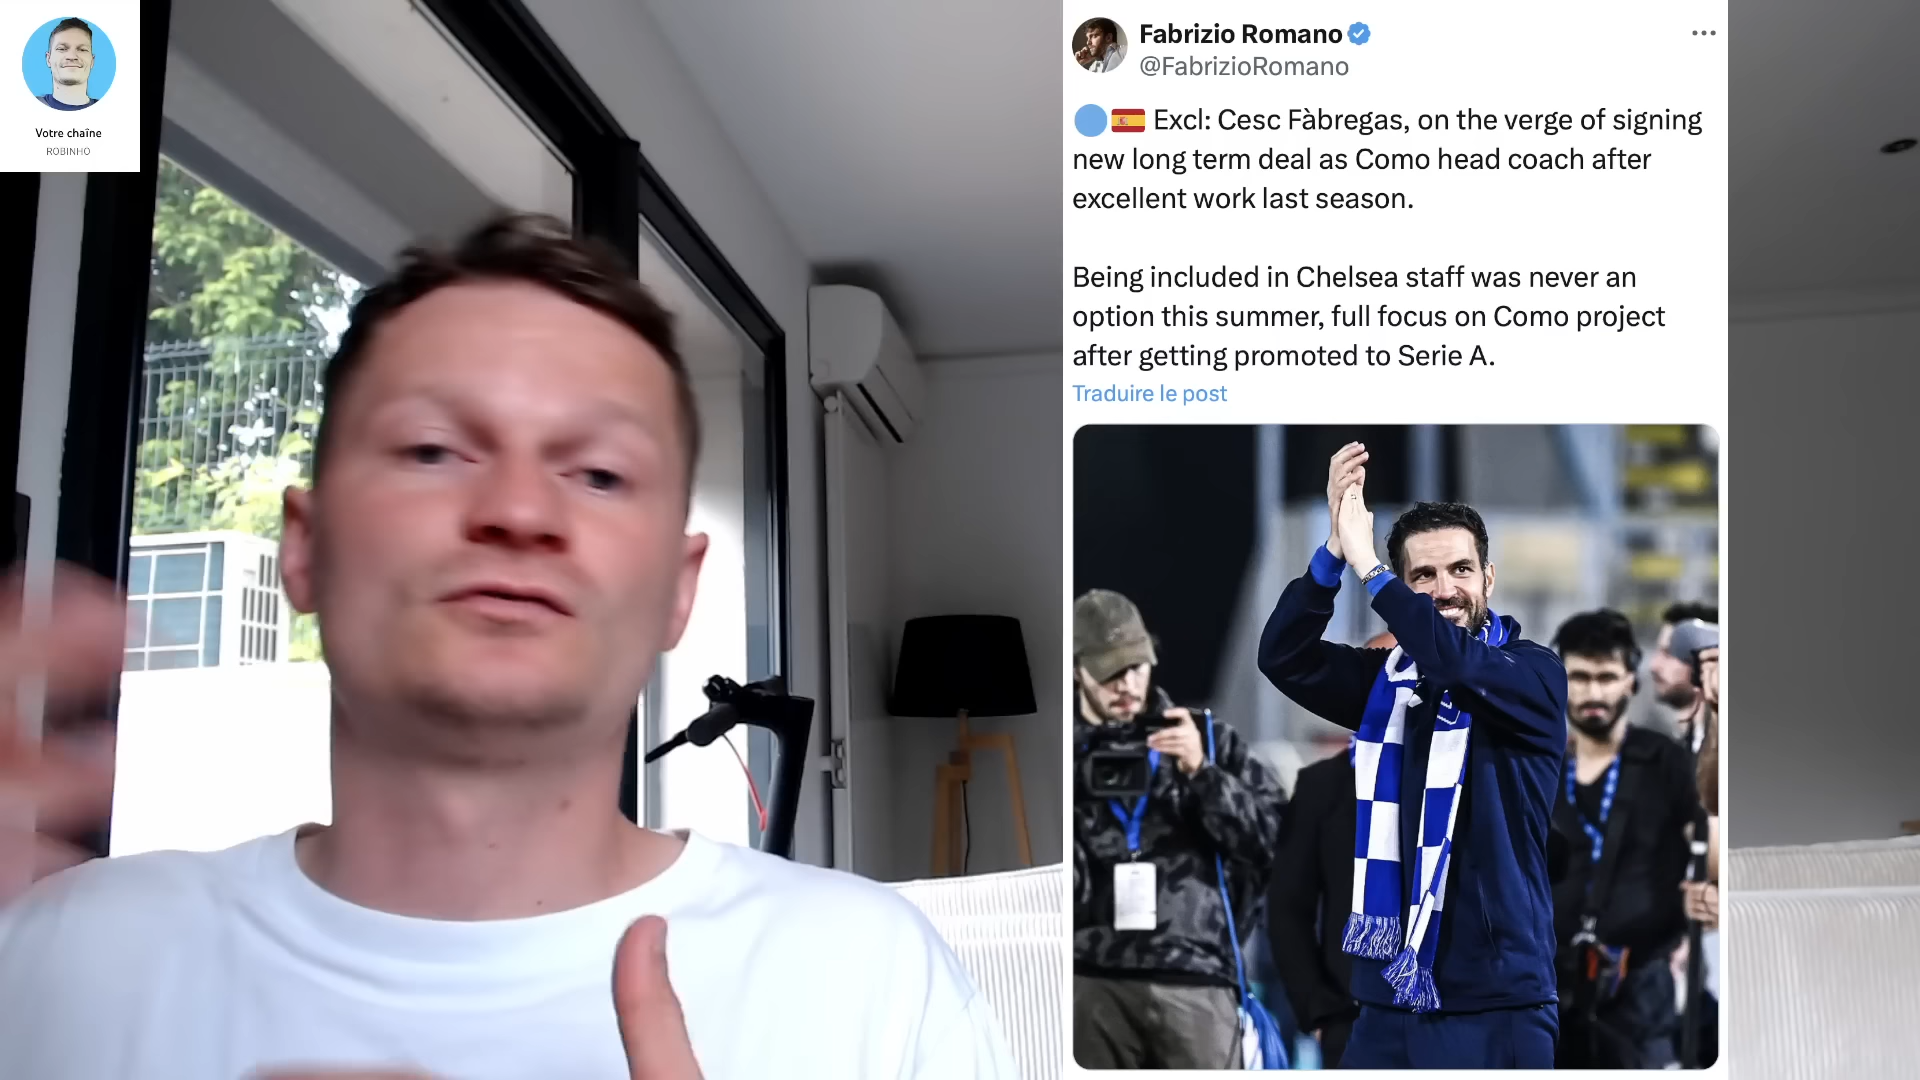 Votre chaîne
ROBINHO
Fabrizio Romano
@FabrizioRomano
Excl: Cesc Fàbregas, on the verge of signing
new long term deal as Como head coach after
excellent work last season.
Being included in Chelsea staff was never an
option this summer, full focus on Como project
after getting promoted to Serie A.
Traduire le post